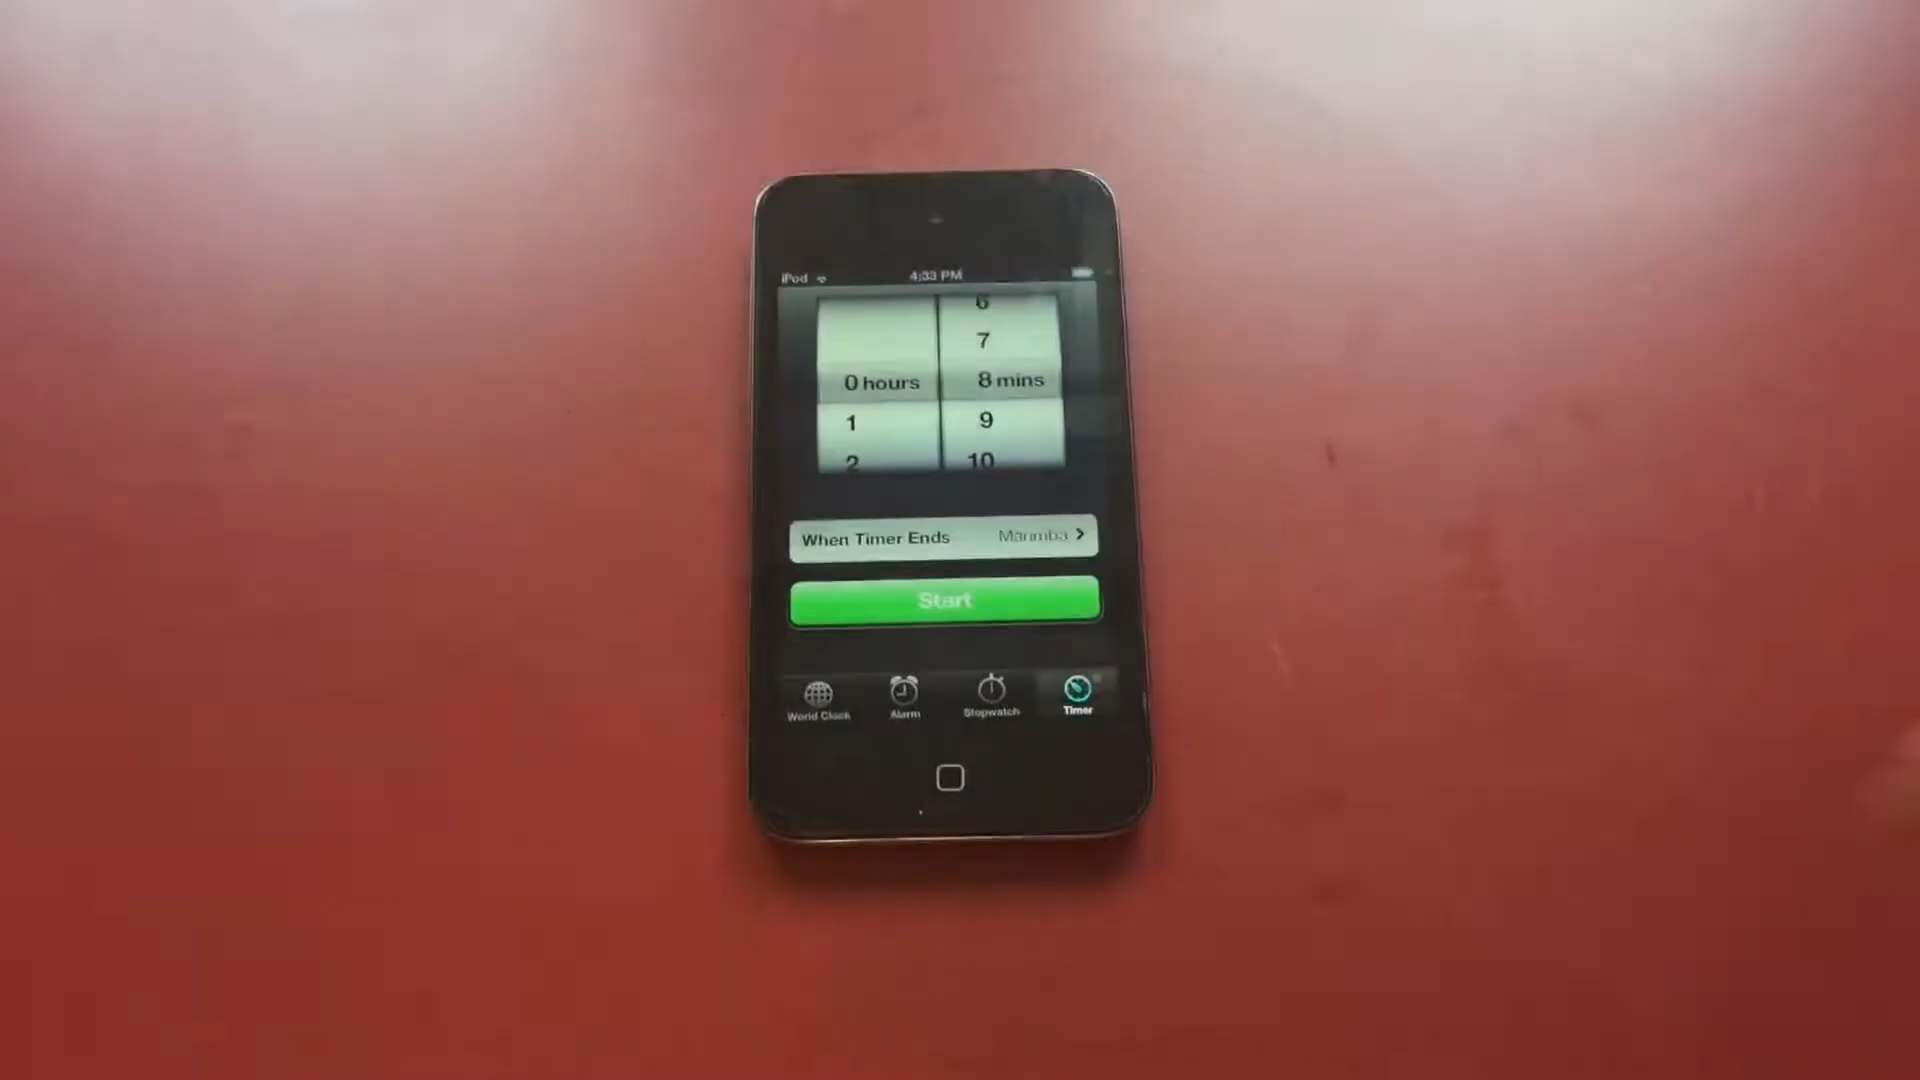 iPod 4:33 PM
6
7
0 hours 8 mins
1 9
2 10
When Timer Ends Marimba
Start
World Clock Alarm Stopwatch Timer